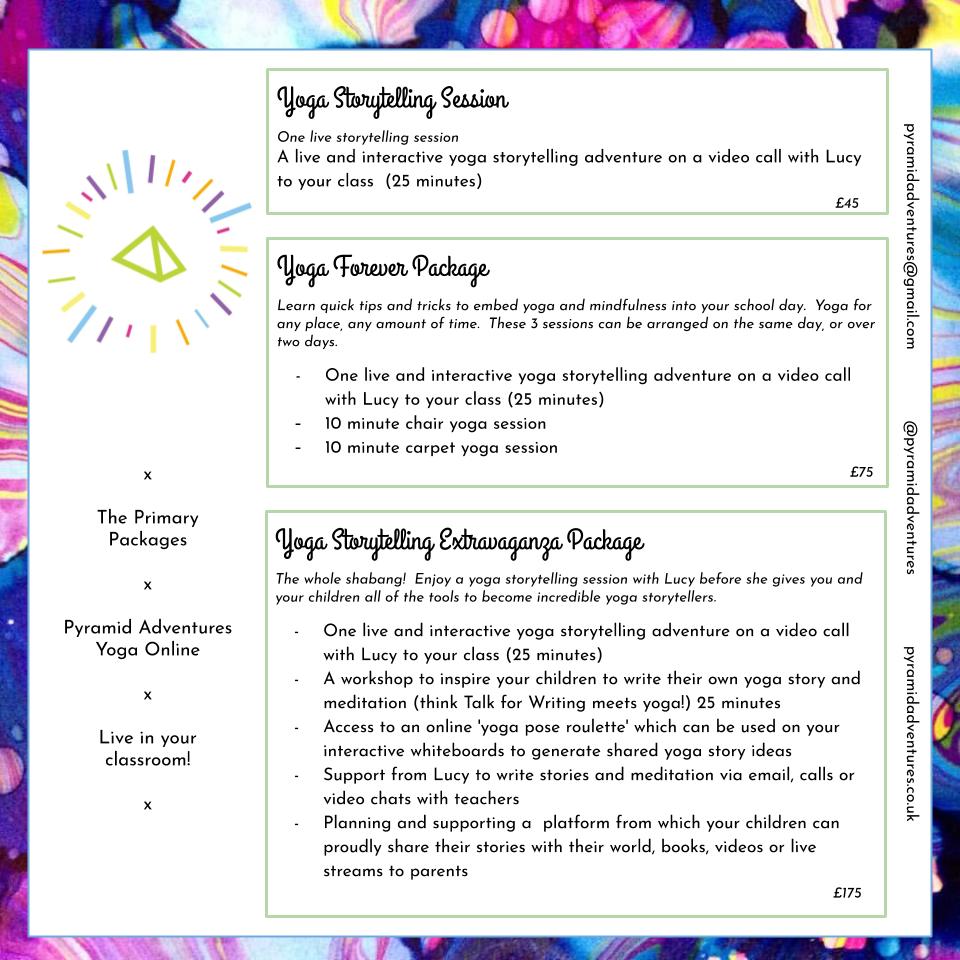 Yoga Storytelling Session
One live storytelling session
A live and interactive yoga storytelling adventure on a video call with Lucy
to your class (25 minutes)
£45
Yoga Forever Package
Learn quick tips and tricks to embed yoga and mindfulness into your school day. Yoga for
any place, any amount of time. These 3 sessions can be arranged on the same day, or over
two days.
- One live and interactive yoga storytelling adventure on a video call
with Lucy to your class (25 minutes)
- 10 minute chair yoga session
- 10 minute carpet yoga session
£75
Yoga Storytelling Extravaganza Package
The whole shabang! Enjoy a yoga storytelling session with Lucy before she gives you and
your children all of the tools to become incredible yoga storytellers.
- One live and interactive yoga storytelling adventure on a video call
with Lucy to your class (25 minutes)
- A workshop to inspire your children to write their own yoga story and
meditation (think Talk for Writing meets yoga!) 25 minutes
- Access to an online 'yoga pose roulette' which can be used on your
interactive whiteboards to generate shared yoga story ideas
- Support from Lucy to write stories and meditation via email, calls or
video chats with teachers
- Planning and supporting a platform from which your children can
proudly share their stories with their world, books, videos or live
streams to parents
£175
x
The Primary
Packages
x
Pyramid Adventures
Yoga Online
x
Live in your
classroom!
x
pyramidadventures@gmail.com
@pyramidadventures
pyramidadventures.co.uk